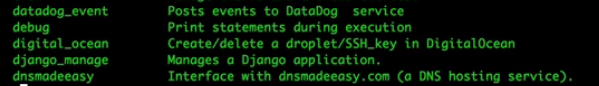 datadog_event Posts events to DataDog service
debug Print statements during execution
digital_ocean Create/delete a droplet/SSH_key in DigitalOcean
django_manage Manages a Django application.
dnsmadeeasy Interface with dnsmadeeasy.com (a DNS hosting service).